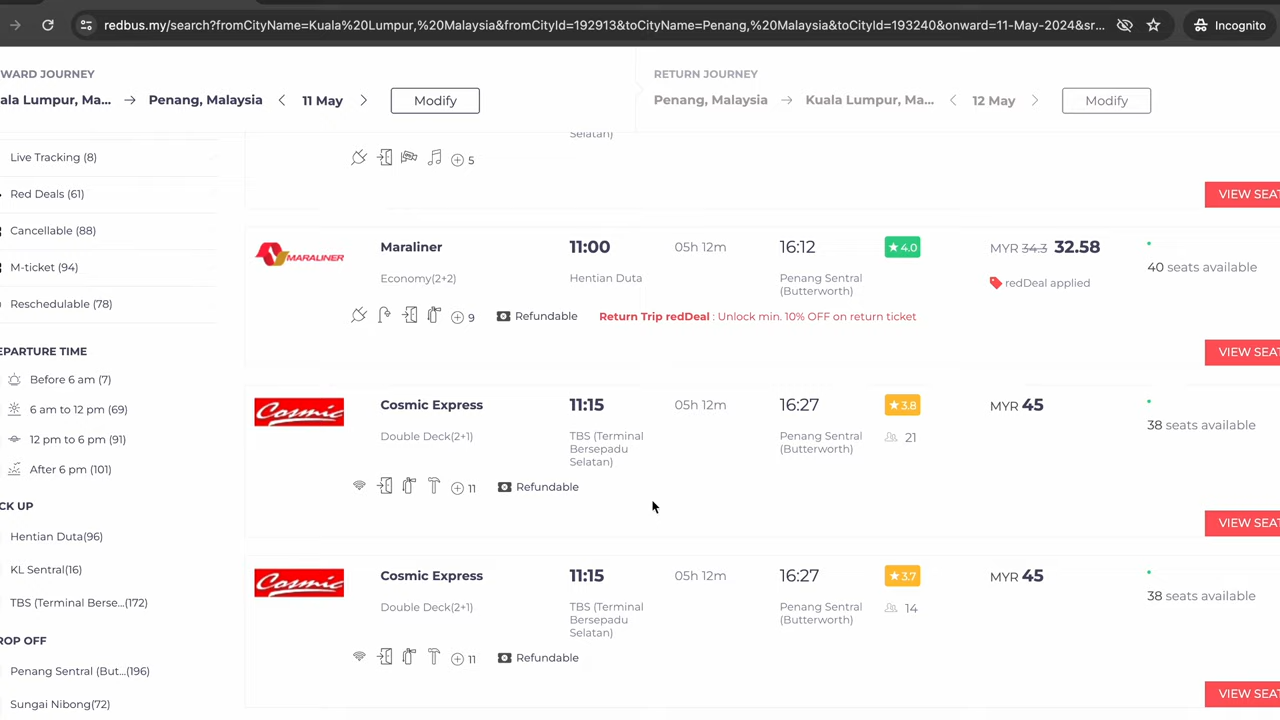 redbus.my/search?fromCityName=Kuala%20Lumpur,%20Malaysia&fromCityId=192913&toCityName=Penang,%20Malaysia&toCityId=193240&onward=11-May-2024&sr...
Incognito
WARD JOURNEY
ala Lumpur, Ma... → Penang, Malaysia < 11 May > Modify
RETURN JOURNEY
Penang, Malaysia → Kuala Lumpur, Ma... < 12 May > Modify
Live Tracking (8)
Red Deals (61)
Cancellable (88)
M-ticket (94)
Reschedulable (78)
EPARTURE TIME
Before 6 am (7)
6 am to 12 pm (69)
12 pm to 6 pm (91)
After 6 pm (101)
CK UP
Hentian Duta(96)
KL Sentral(16)
TBS (Terminal Berse...(172)
ROP OFF
Penang Sentral (But...(196)
Sungai Nibong(72)
Selatan)
5
VIEW SEA
MARALINER
Maraliner 11:00 05h 12m 16:12 ★4.0 MYR 34.3 32.58
40 seats available
Economy(2+2) Hentian Duta Penang Sentral
(Butterworth)
redDeal applied
9 Refundable Return Trip redDeal : Unlock min. 10% OFF on return ticket
VIEW SEAT
Cosmic
Cosmic Express 11:15 05h 12m 16:27 ★3.8 MYR 45
38 seats available
Double Deck(2+1) TBS (Terminal
Bersepadu
Selatan)
Penang Sentral
(Butterworth)
21
11 Refundable
VIEW SEAT
Cosmic
Cosmic Express 11:15 05h 12m 16:27 ★3.7 MYR 45
38 seats available
Double Deck(2+1) TBS (Terminal
Bersepadu
Selatan)
Penang Sentral
(Butterworth)
14
11 Refundable
VIEW SEAT